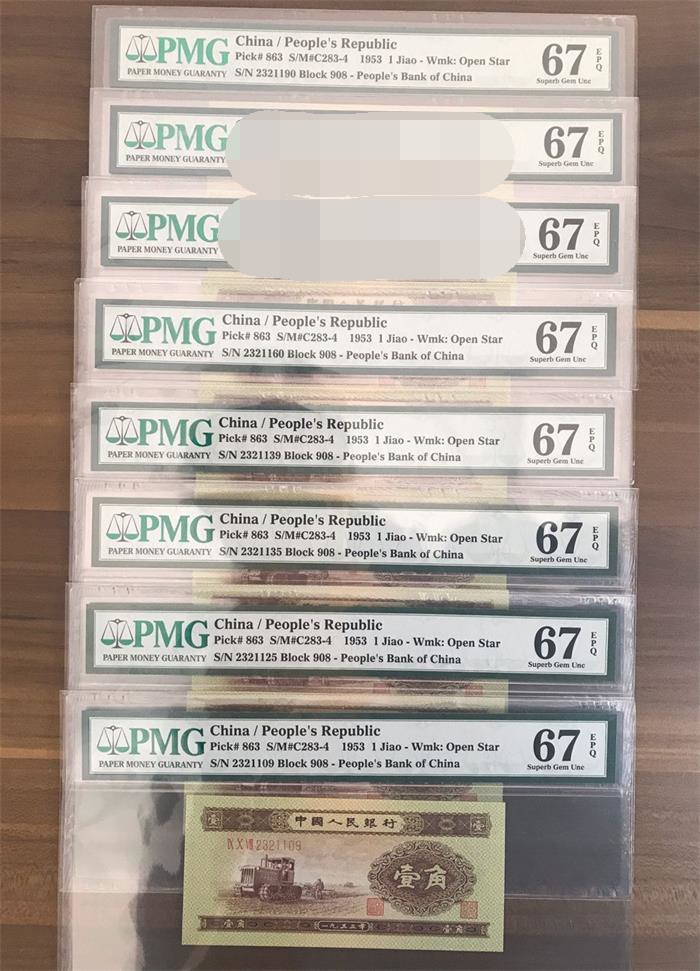 PMG
PAPER MONEY GUARANTY
China / People's Republic
Pick# 863 S/M#C283-4 1953 1 Jiao - Wmk: Open Star
S/N 2321190 Block 908 - People's Bank of China
67
EPQ
Superb Gem Unc
PMG
PAPER MONEY GUARANTY
67
EPQ
Superb Gem Unc
PMG
PAPER MONEY GUARANTY
67
EPQ
Superb Gem Unc
PMG
PAPER MONEY GUARANTY
China / People's Republic
Pick# 863 S/M#C283-4 1953 1 Jiao - Wmk: Open Star
S/N 2321160 Block 908 - People's Bank of China
67
EPQ
Superb Gem Unc
PMG
PAPER MONEY GUARANTY
China / People's Republic
Pick# 863 S/M#C283-4 1953 1 Jiao - Wmk: Open Star
S/N 2321139 Block 908 - People's Bank of China
67
EPQ
Superb Gem Unc
PMG
PAPER MONEY GUARANTY
China / People's Republic
Pick# 863 S/M#C283-4 1953 1 Jiao - Wmk: Open Star
S/N 2321135 Block 908 - People's Bank of China
67
EPQ
Superb Gem Unc
PMG
PAPER MONEY GUARANTY
China / People's Republic
Pick# 863 S/M#C283-4 1953 1 Jiao - Wmk: Open Star
S/N 2321125 Block 908 - People's Bank of China
67
EPQ
Superb Gem Unc
PMG
PAPER MONEY GUARANTY
China / People's Republic
Pick# 863 S/M#C283-4 1953 1 Jiao - Wmk: Open Star
S/N 2321109 Block 908 - People's Bank of China
67
EPQ
Superb Gem Unc
壹 中國人民銀行 壹
IX X VIII 2321109
壹角
壹角 一九五三年 壹角